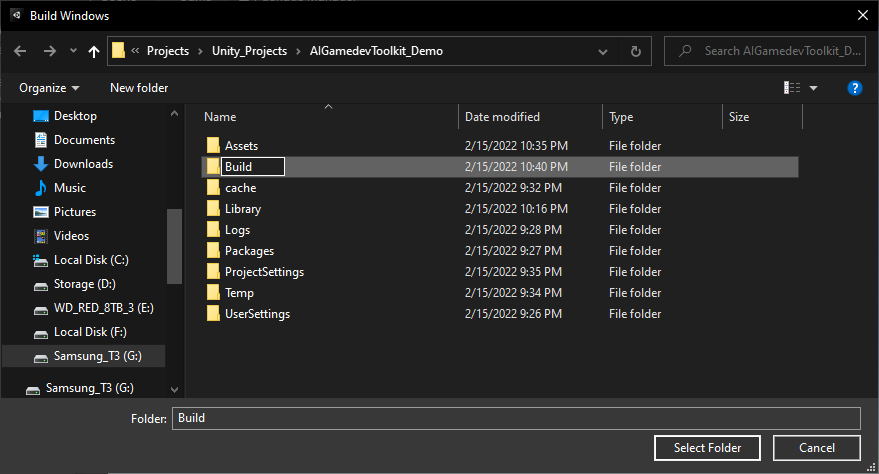 Build Windows
« Projects > Unity_Projects > AIGamedevToolkit_Demo
Search AIGamedevToolkit_D...
Organize New folder
?
Desktop
Documents
Downloads
Music
Pictures
Videos
Local Disk (C:)
Storage (D:)
WD_RED_8TB_3 (E:)
Local Disk (F:)
Samsung_T3 (G:)
Samsung_T3 (G:)
Name Date modified Type Size
Assets 2/15/2022 10:35 PM File folder
Build 2/15/2022 10:40 PM File folder
cache 2/15/2022 9:32 PM File folder
Library 2/15/2022 10:16 PM File folder
Logs 2/15/2022 9:28 PM File folder
Packages 2/15/2022 9:27 PM File folder
ProjectSettings 2/15/2022 9:35 PM File folder
Temp 2/15/2022 9:34 PM File folder
UserSettings 2/15/2022 9:26 PM File folder
Folder: Build
Select Folder Cancel